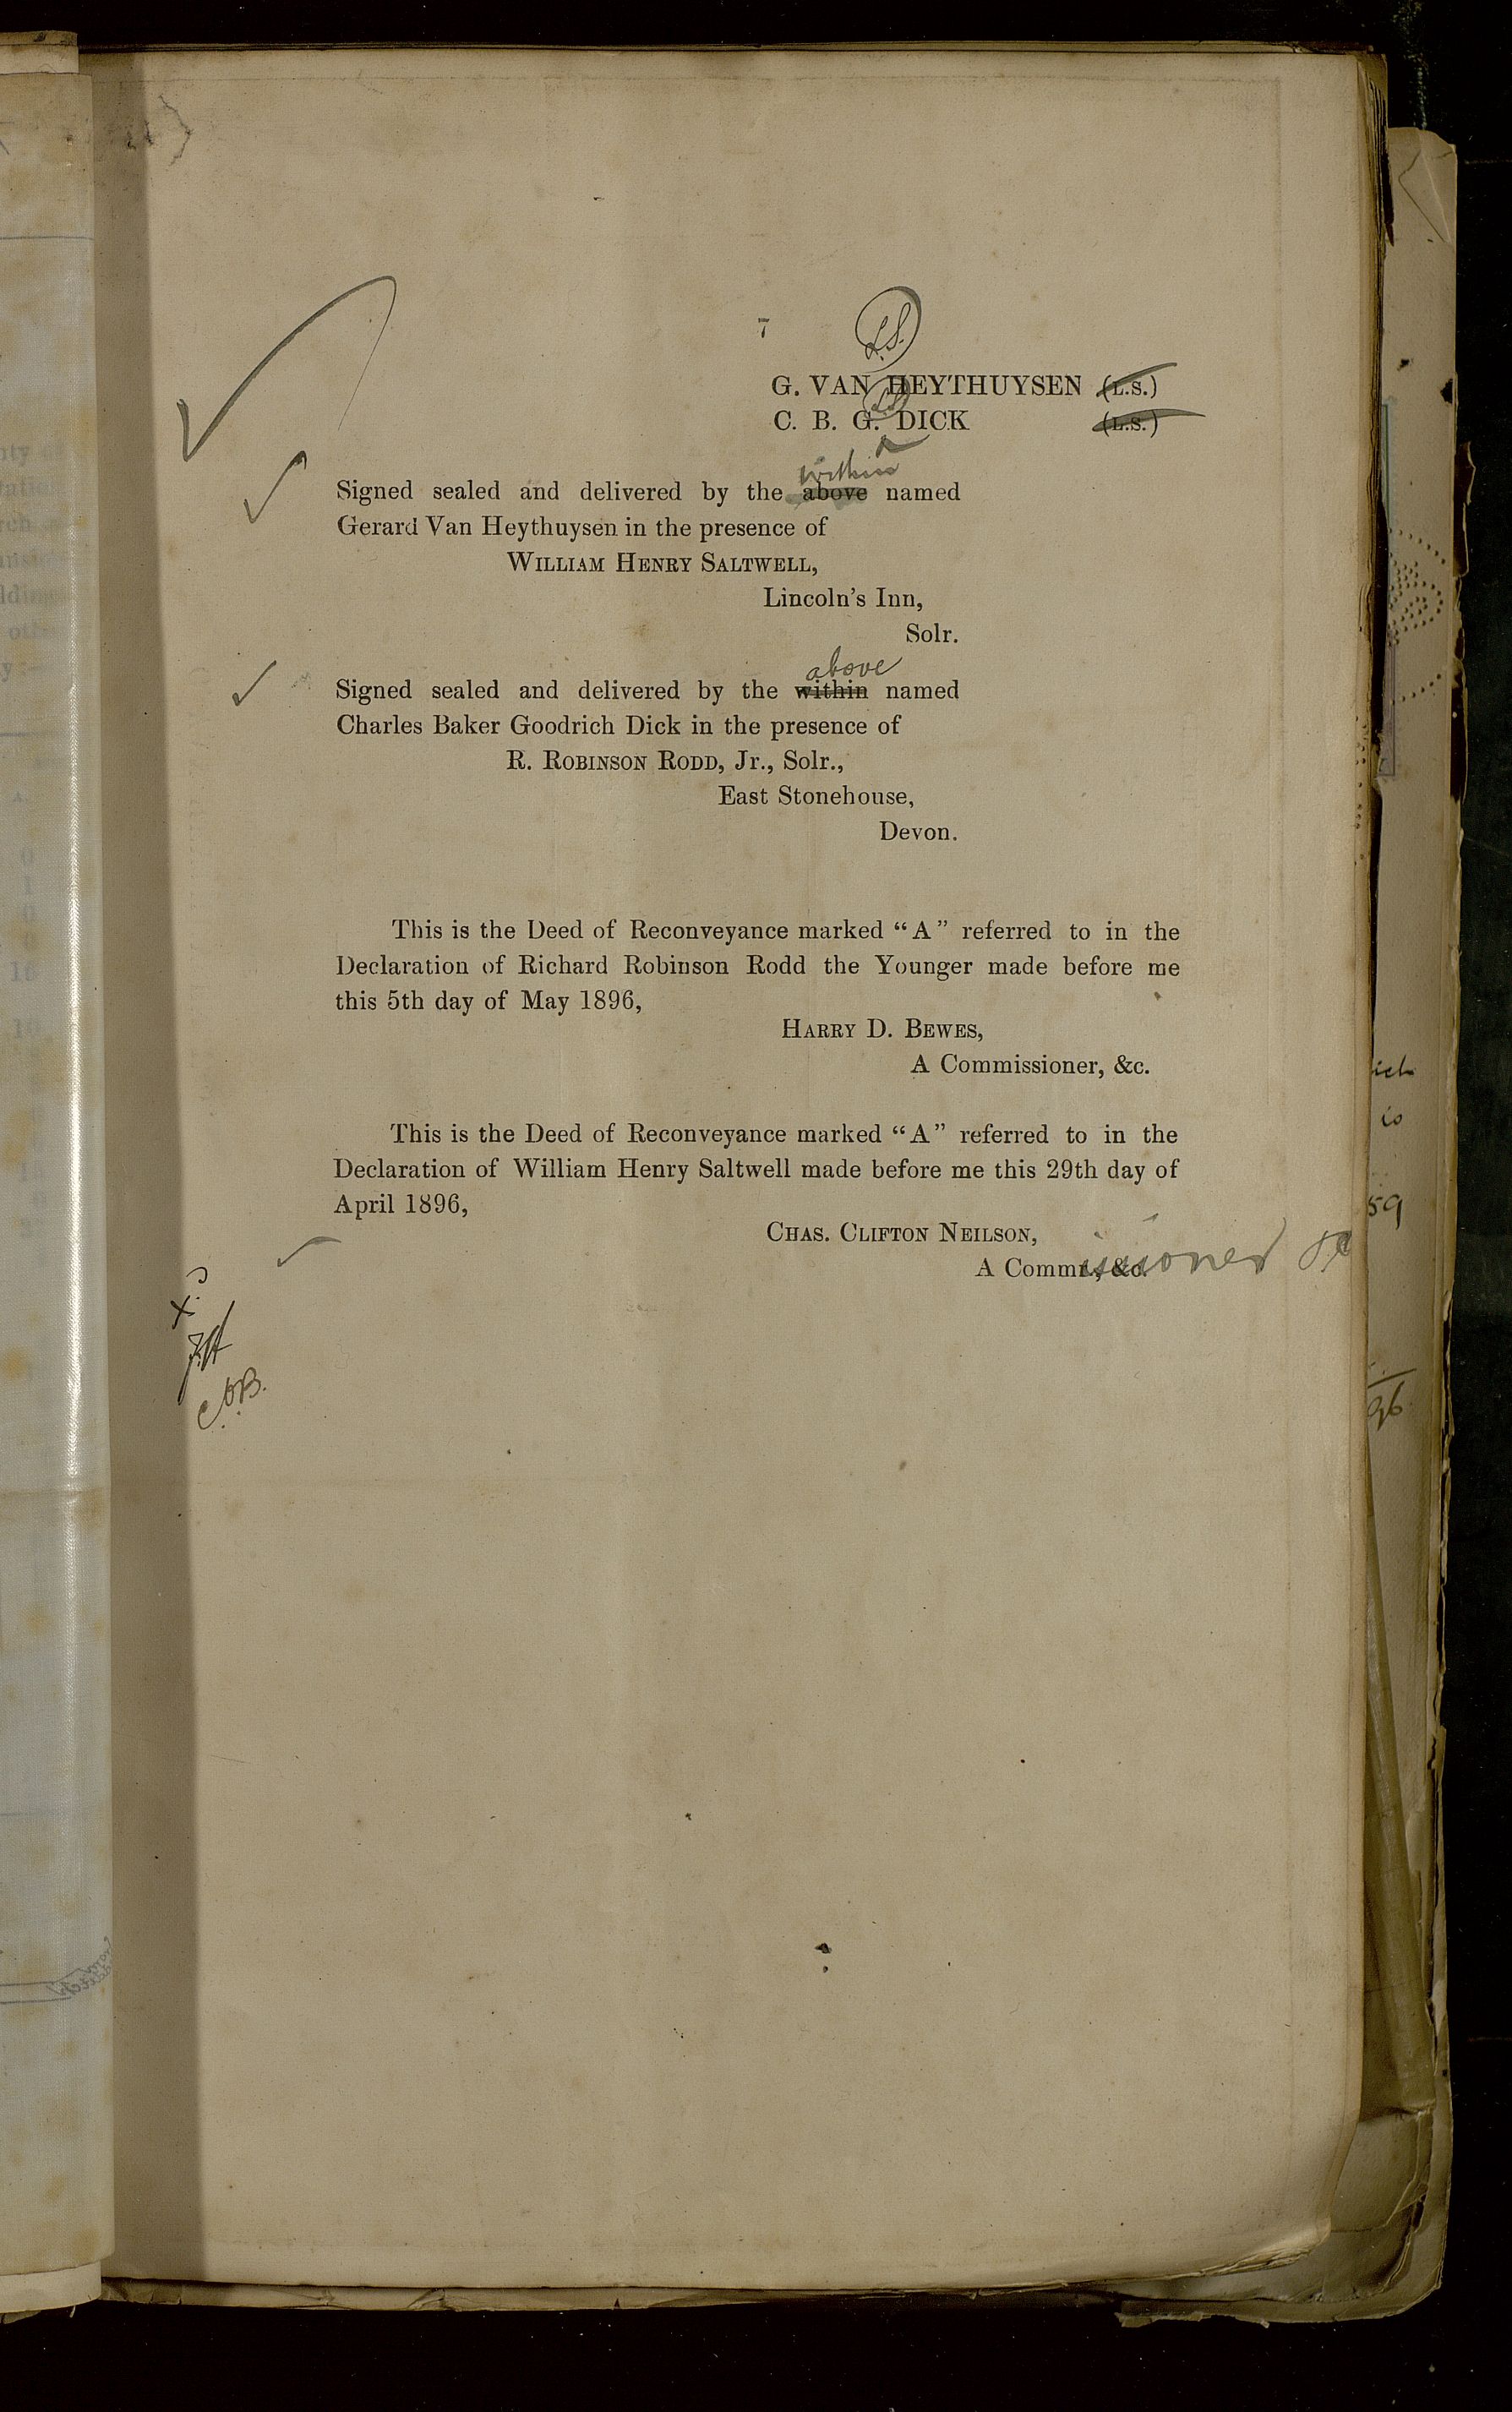 7
L.S.
G. VAN HEYTHUYSEN (L.S.)
L.S.
C. B. G. DICK (L.S.)
within
Signed sealed and delivered by the above named
Gerard Van Heythuysen in the presence of
WILLIAM HENRY SALTWELL,
Lincoln's Inn,
Solr.
above
Signed sealed and delivered by the within named
Charles Baker Goodrich Dick in the presence of
R. ROBINSON RODD, Jr., Solr.,
East Stonehouse,
Devon.
This is the Deed of Reconveyance marked “A” referred to in the
Declaration of Richard Robinson Rodd the Younger made before me
this 5th day of May 1896,
HARRY D. BEWES,
A Commissioner, &c.
This is the Deed of Reconveyance marked “A” referred to in the
Declaration of William Henry Saltwell made before me this 29th day of
April 1896,
CHAS. CLIFTON NEILSON,
A Commr., &c. issioner &c
is
59
96